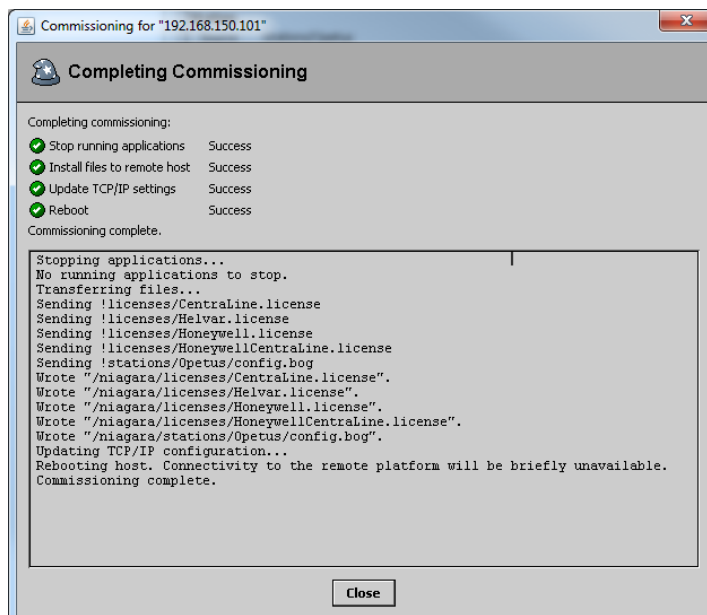 Commissioning for "192.168.150.101"
Completing Commissioning
Completing commissioning:
Stop running applications Success
Install files to remote host Success
Update TCP/IP settings Success
Reboot Success
Commissioning complete.
Stopping applications...
No running applications to stop.
Transferring files...
Sending !licenses/CentraLine.license
Sending !licenses/Helvar.license
Sending !licenses/Honeywell.license
Sending !licenses/HoneywellCentraLine.license
Sending !stations/Opetus/config.bog
Wrote "/niagara/licenses/CentraLine.license".
Wrote "/niagara/licenses/Helvar.license".
Wrote "/niagara/licenses/Honeywell.license".
Wrote "/niagara/licenses/HoneywellCentraLine.license".
Wrote "/niagara/stations/Opetus/config.bog".
Updating TCP/IP configuration...
Rebooting host. Connectivity to the remote platform will be briefly unavailable.
Commissioning complete.
Close